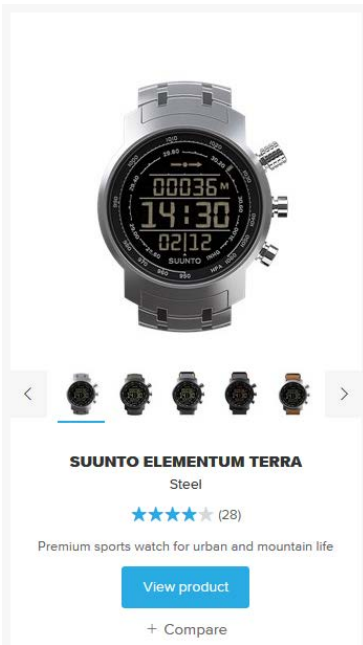 00036 M
14:30
02|12
SUUNTO
SUUNTO ELEMENTUM TERRA
Steel
(28)
Premium sports watch for urban and mountain life
View product
+ Compare